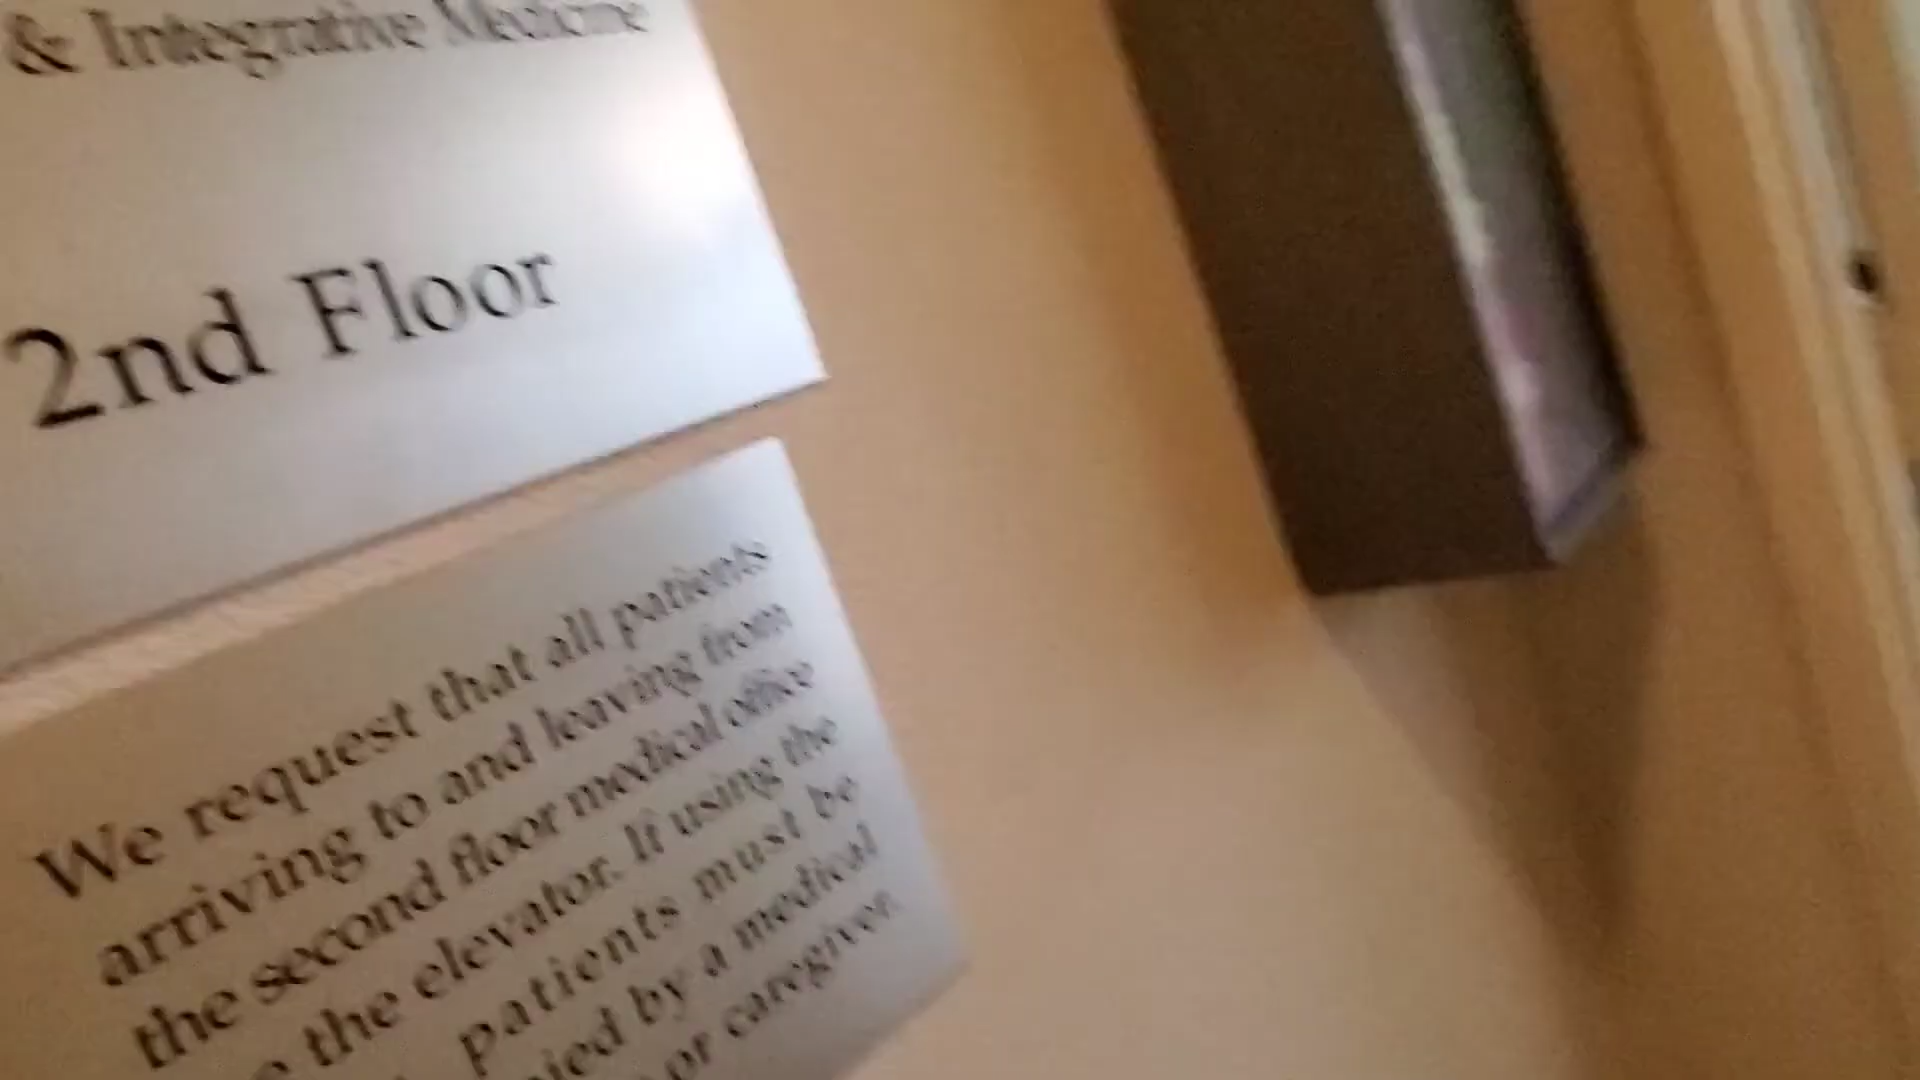 & Integrative Medicine
2nd Floor
We request that all patients
arriving to and leaving from
the second floor medical office
the elevator. If using the
patients must be
by a medical
or caregiver.